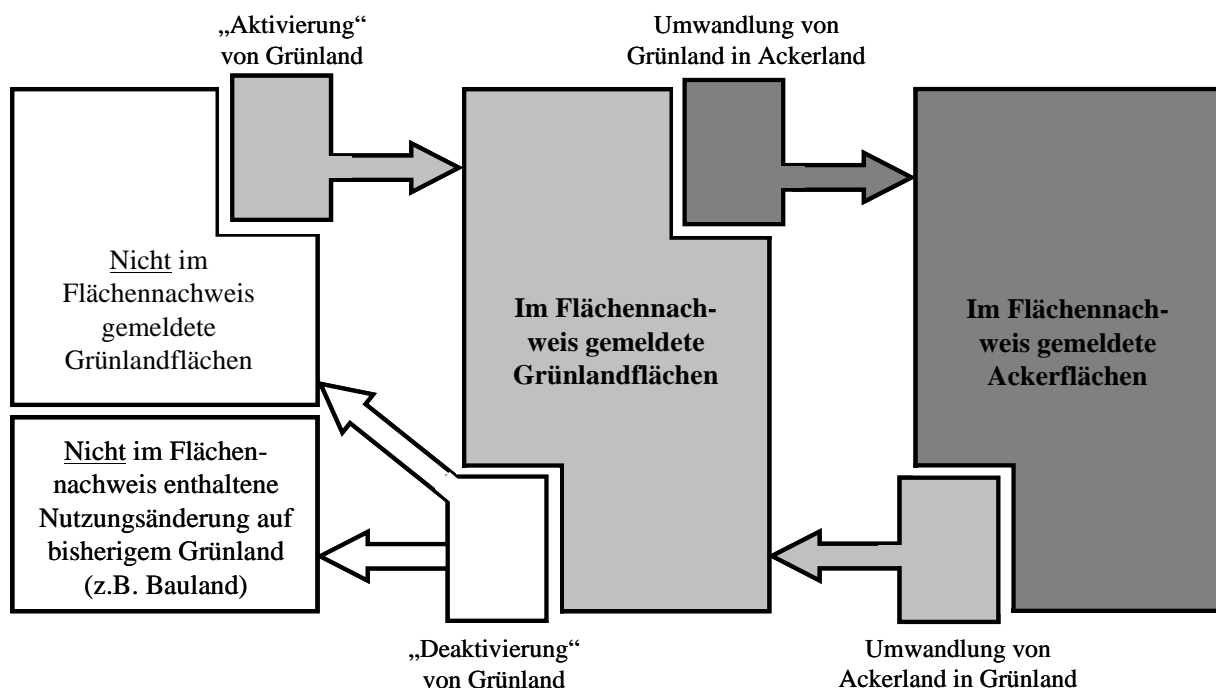 „Aktivierung“
von Grünland
Umwandlung von
Grünland in Ackerland
Nicht im
Flächennachweis
gemeldete
Grünlandflächen
Im Flächennach-
weis gemeldete
Grünlandflächen
Im Flächennach-
weis gemeldete
Ackerflächen
Nicht im Flächen-
nachweis enthaltene
Nutzungsänderung auf
bisherigem Grünland
(z.B. Bauland)
„Deaktivierung“
von Grünland
Umwandlung von
Ackerland in Grünland